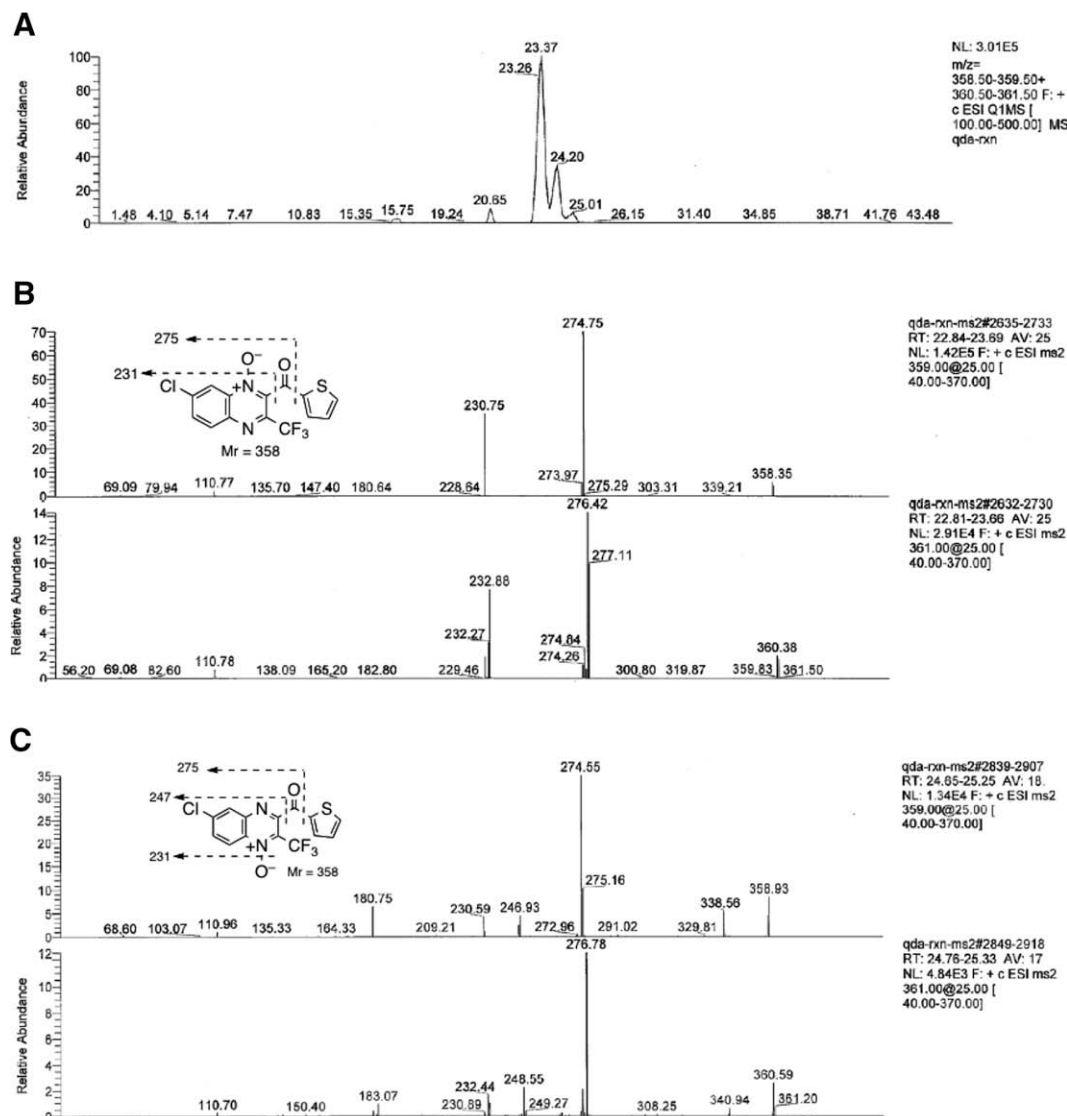 A
NL: 3.01E5
m/z=
358.50-359.50+
360.50-361.50 F: +
c ESI Q1MS [
100.00-500.00] MS
qda-rxn
Relative Abundance
100
80
60
40
20
0
23.37
23.26
24.20
20.65
25.01
1.48 4.10 5.14 7.47 10.83 15.35 15.75 19.24 26.15 31.40 34.85 38.71 41.76 43.48
B
qda-rxn-ms2#2635-2733
RT: 22.84-23.69 AV: 25
NL: 1.42E5 F: + c ESI ms2
359.00@25.00 [
40.00-370.00]
70
60
50
40
30
20
10
0
275
231
O⁻
N
+
O
S
Cl
N
CF₃
Mr = 358
274.75
230.75
273.97
275.29
358.35
69.09 79.94 110.77 135.70 147.40 180.64 228.64 303.31 339.21
qda-rxn-ms2#2632-2730
RT: 22.81-23.66 AV: 25
NL: 2.91E4 F: + c ESI ms2
361.00@25.00 [
40.00-370.00]
Relative Abundance
14
12
10
8
6
4
2
0
276.42
277.11
232.88
232.27
274.84
274.26
360.38
56.20 69.08 82.60 110.78 138.09 165.20 182.80 229.46 300.80 319.87 359.83 361.50
C
qda-rxn-ms2#2839-2907
RT: 24.65-25.25 AV: 18.
NL: 1.34E4 F: + c ESI ms2
359.00@25.00 [
40.00-370.00]
35
30
25
20
15
10
5
0
275
247
231
O
S
Cl
N
+
N
CF₃
O⁻
Mr = 358
274.55
275.16
180.75
230.59
246.93
338.56
358.93
68.60 103.07 110.96 135.33 164.33 209.21 272.96 291.02 329.81
qda-rxn-ms2#2849-2918
RT: 24.76-25.33 AV: 17
NL: 4.84E3 F: + c ESI ms2
361.00@25.00 [
40.00-370.00]
Relative Abundance
12
10
8
6
4
2
0
276.78
232.44
248.55
360.59
110.70 150.40 183.07 230.89 249.27 308.25 340.94 361.20